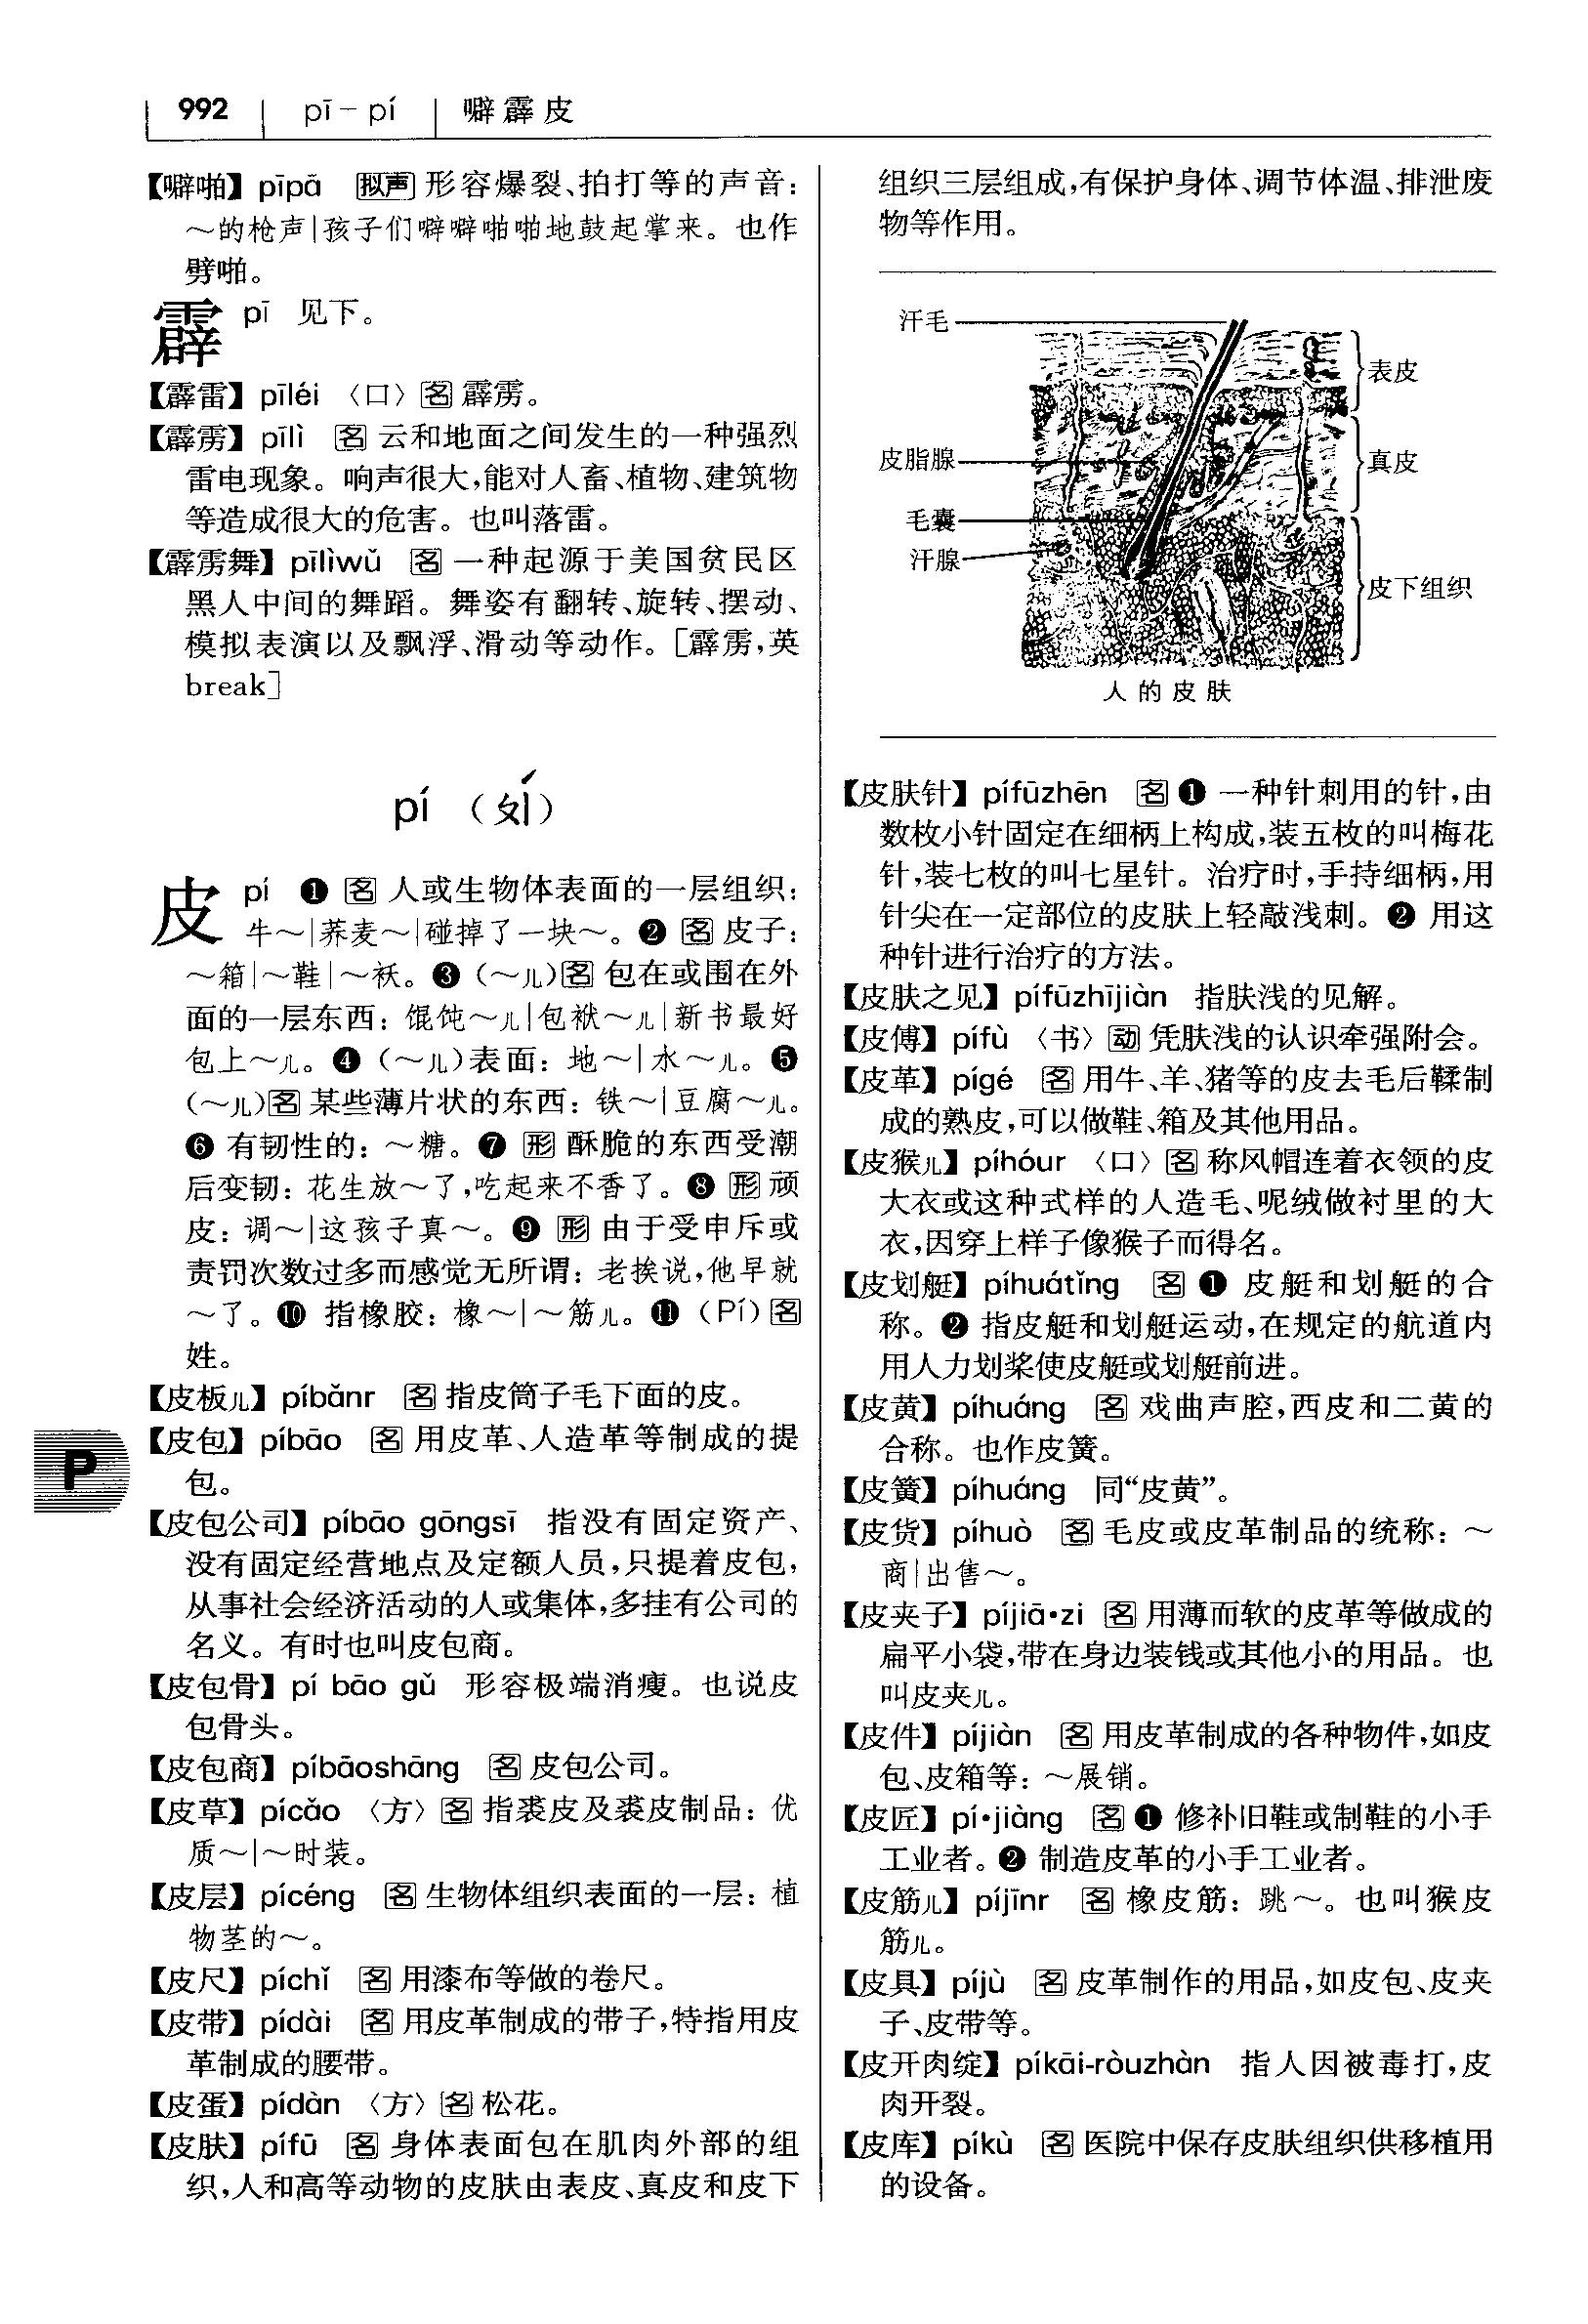 992 pī－pí 噼霹皮
【噼啪】pīpā 拟声 形容爆裂、拍打等的声音：
～的枪声|孩子们噼噼啪啪地鼓起掌来。也作
劈啪。
霹 pī 见下。
【霹雷】pīléi 〈口〉名 霹雳。
【霹雳】pīlì 名 云和地面之间发生的一种强烈
雷电现象。响声很大，能对人畜、植物、建筑物
等造成很大的危害。也叫落雷。
【霹雳舞】pīlìwǔ 名 一种起源于美国贫民区
黑人中间的舞蹈。舞姿有翻转、旋转、摆动、
模拟表演以及飘浮、滑动等动作。［霹雳，英
break］
pí （ㄆㄧˊ）
皮 pí ❶ 名 人或生物体表面的一层组织：
牛～|荞麦～|碰掉了一块～。❷ 名 皮子：
～箱|～鞋|～袄。❸（～儿）名 包在或围在外
面的一层东西：馄饨～儿|包袱～儿|新书最好
包上～儿。❹（～儿）表面：地～|水～儿。❺
（～儿）名 某些薄片状的东西：铁～|豆腐～儿。
❻ 有韧性的：～糖。❼ 形 酥脆的东西受潮
后变韧：花生放～了，吃起来不香了。❽ 形 顽
皮：调～|这孩子真～。❾ 形 由于受申斥或
责罚次数过多而感觉无所谓：老挨说，他早就
～了。❿ 指橡胶：橡～|～筋儿。⓫（Pí）名
姓。
【皮板儿】píbǎnr 名 指皮筒子毛下面的皮。
【皮包】píbāo 名 用皮革、人造革等制成的提
包。
【皮包公司】píbāo gōngsī 指没有固定资产、
没有固定经营地点及定额人员，只提着皮包，
从事社会经济活动的人或集体，多挂有公司的
名义。有时也叫皮包商。
【皮包骨】pí bāo gǔ 形容极端消瘦。也说皮
包骨头。
【皮包商】píbāoshāng 名 皮包公司。
【皮草】pícǎo 〈方〉名 指裘皮及裘皮制品：优
质～|～时装。
【皮层】pícéng 名 生物体组织表面的一层：植
物茎的～。
【皮尺】píchǐ 名 用漆布等做的卷尺。
【皮带】pídài 名 用皮革制成的带子，特指用皮
革制成的腰带。
【皮蛋】pídàn 〈方〉名 松花。
【皮肤】pífū 名 身体表面包在肌肉外部的组
织，人和高等动物的皮肤由表皮、真皮和皮下
P
组织三层组成，有保护身体、调节体温、排泄废
物等作用。
汗毛
表皮
皮脂腺
真皮
毛囊
汗腺
皮下组织
人的皮肤
【皮肤针】pífūzhēn 名 ❶ 一种针刺用的针，由
数枚小针固定在细柄上构成，装五枚的叫梅花
针，装七枚的叫七星针。治疗时，手持细柄，用
针尖在一定部位的皮肤上轻敲浅刺。❷ 用这
种针进行治疗的方法。
【皮肤之见】pífūzhījiàn 指肤浅的见解。
【皮傅】pífù 〈书〉动 凭肤浅的认识牵强附会。
【皮革】pígé 名 用牛、羊、猪等的皮去毛后鞣制
成的熟皮，可以做鞋、箱及其他用品。
【皮猴儿】píhóur 〈口〉名 称风帽连着衣领的皮
大衣或这种式样的人造毛、呢绒做衬里的大
衣，因穿上样子像猴子而得名。
【皮划艇】píhuátǐng 名 ❶ 皮艇和划艇的合
称。❷ 指皮艇和划艇运动，在规定的航道内
用人力划桨使皮艇或划艇前进。
【皮黄】píhuáng 名 戏曲声腔，西皮和二黄的
合称。也作皮簧。
【皮簧】píhuáng 同“皮黄”。
【皮货】píhuò 名 毛皮或皮革制品的统称：～
商|出售～。
【皮夹子】píjiā•zi 名 用薄而软的皮革等做成的
扁平小袋，带在身边装钱或其他小的用品。也
叫皮夹儿。
【皮件】píjiàn 名 用皮革制成的各种物件，如皮
包、皮箱等：～展销。
【皮匠】pí•jiàng 名 ❶ 修补旧鞋或制鞋的小手
工业者。❷ 制造皮革的小手工业者。
【皮筋儿】píjīnr 名 橡皮筋：跳～。也叫猴皮
筋儿。
【皮具】píjù 名 皮革制作的用品，如皮包、皮夹
子、皮带等。
【皮开肉绽】píkāi-ròuzhàn 指人因被毒打，皮
肉开裂。
【皮库】píkù 名 医院中保存皮肤组织供移植用
的设备。